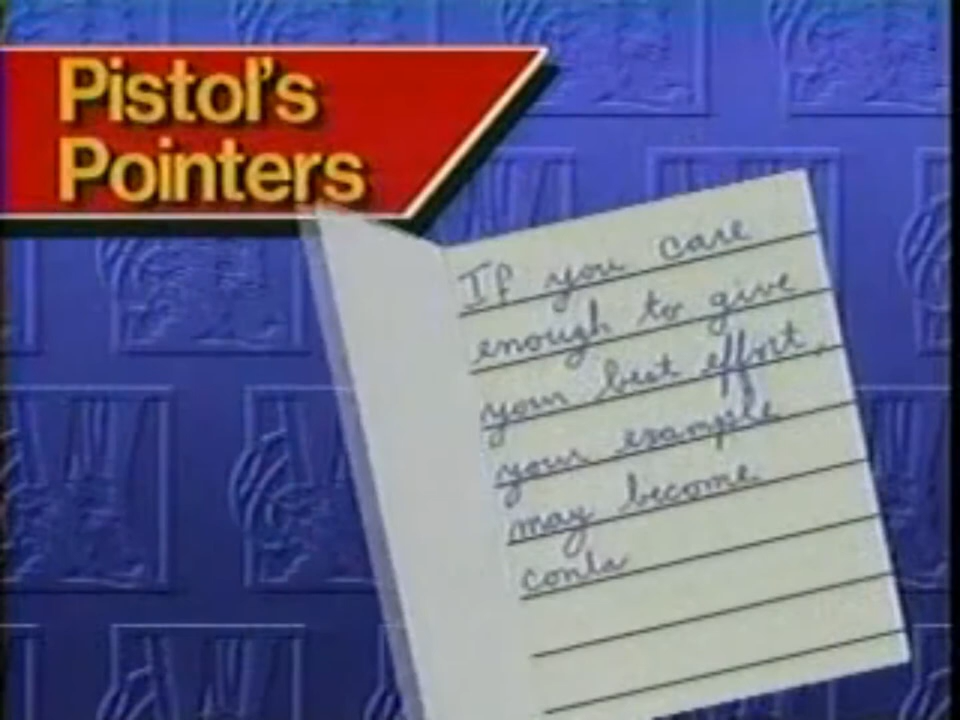 Pistol's
Pointers
If you care
enough to give
your best effort,
your example
may become
conta